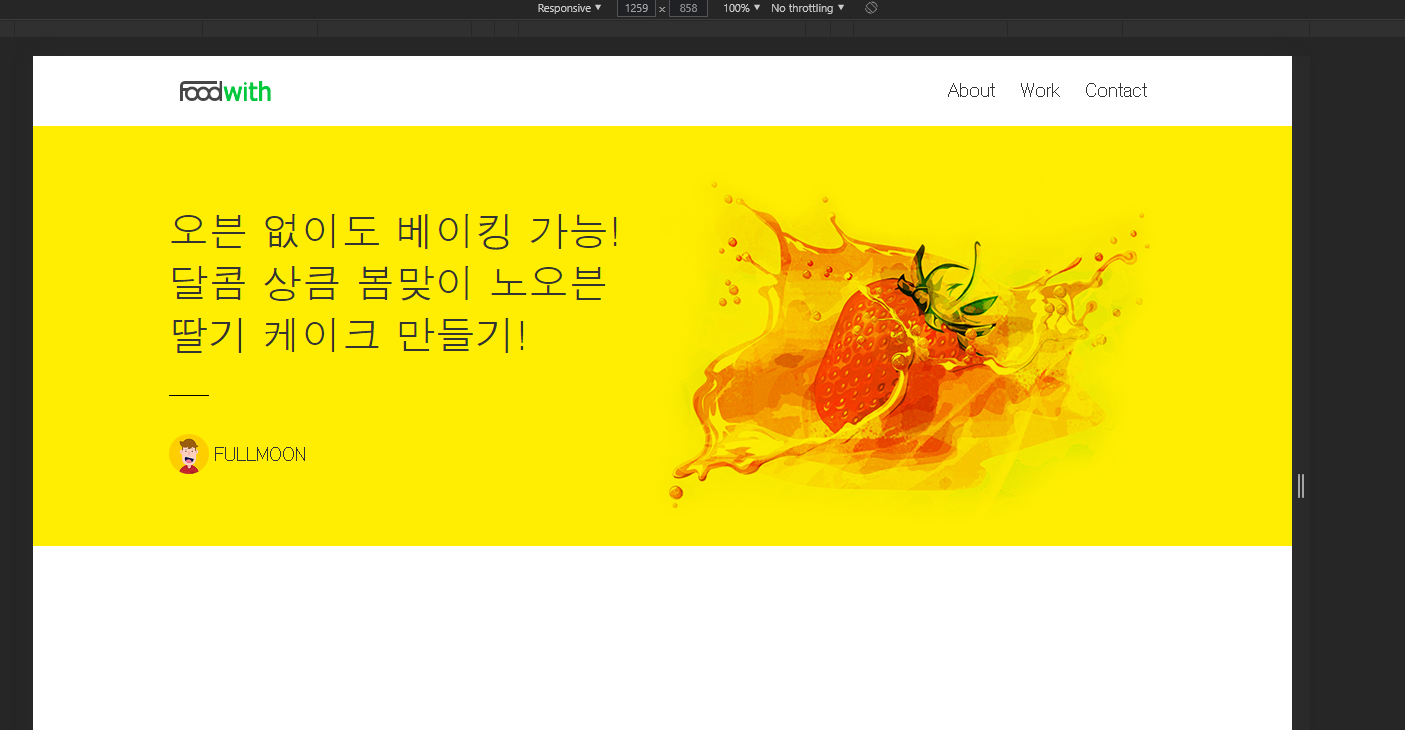 Responsive ▼ 1259 × 858 100% ▼ No throttling ▼
Foodwith
About Work Contact
오븐 없이도 베이킹 가능!
달콤 상큼 봄맞이 노오븐
딸기 케이크 만들기!
FULLMOON